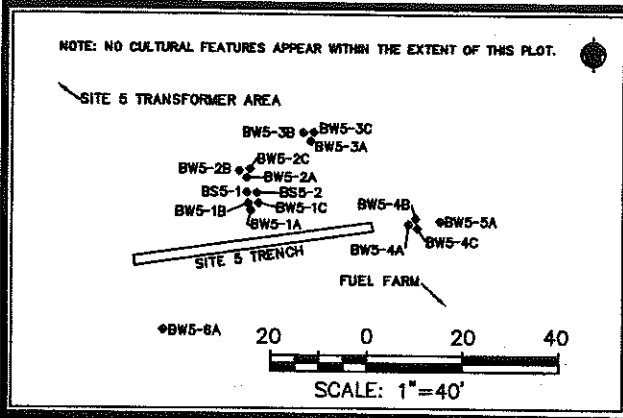 NOTE: NO CULTURAL FEATURES APPEAR WITHIN THE EXTENT OF THIS PLOT.
SITE 5 TRANSFORMER AREA
BW5-3B
BW5-3C
BW5-3A
BW5-2B
BW5-2C
BW5-2A
BS5-1
BS5-2
BW5-1B
BW5-1C
BW5-1A
BW5-4B
BW5-5A
BW5-4A
BW5-4C
SITE 5 TRENCH
FUEL FARM
BW5-6A
20 0 20 40
SCALE: 1"=40'